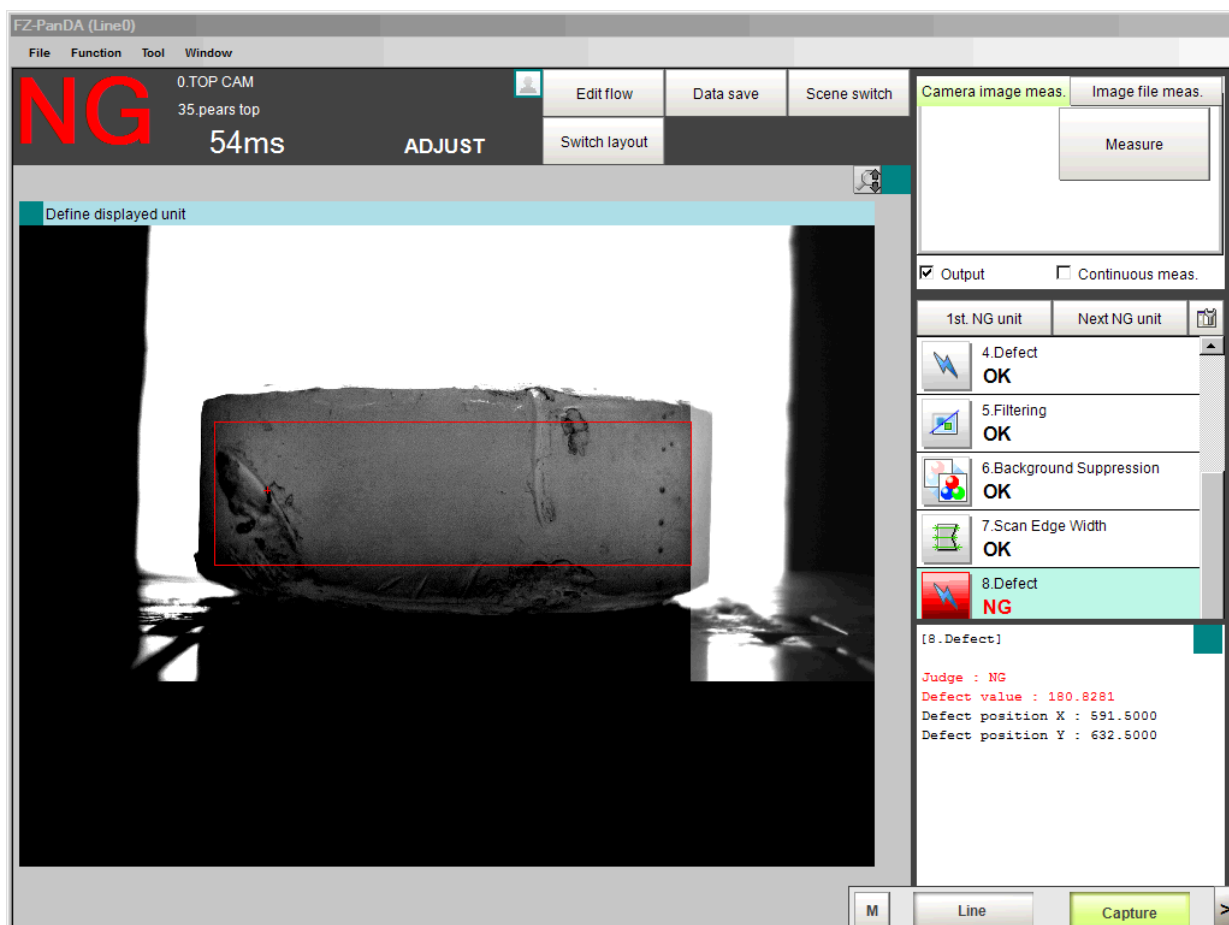 FZ-PanDA (Line0)
File Function Tool Window
NG
0.TOP CAM
35.pears top
54ms
ADJUST
Edit flow
Data save
Scene switch
Switch layout
Camera image meas.
Image file meas.
Measure
Output
Continuous meas.
Define displayed unit
1st. NG unit
Next NG unit
4.Defect
OK
5.Filtering
OK
6.Background Suppression
OK
7.Scan Edge Width
OK
8.Defect
NG
[8.Defect]
Judge : NG
Defect value : 180.8281
Defect position X : 591.5000
Defect position Y : 632.5000
M
Line
Capture
>